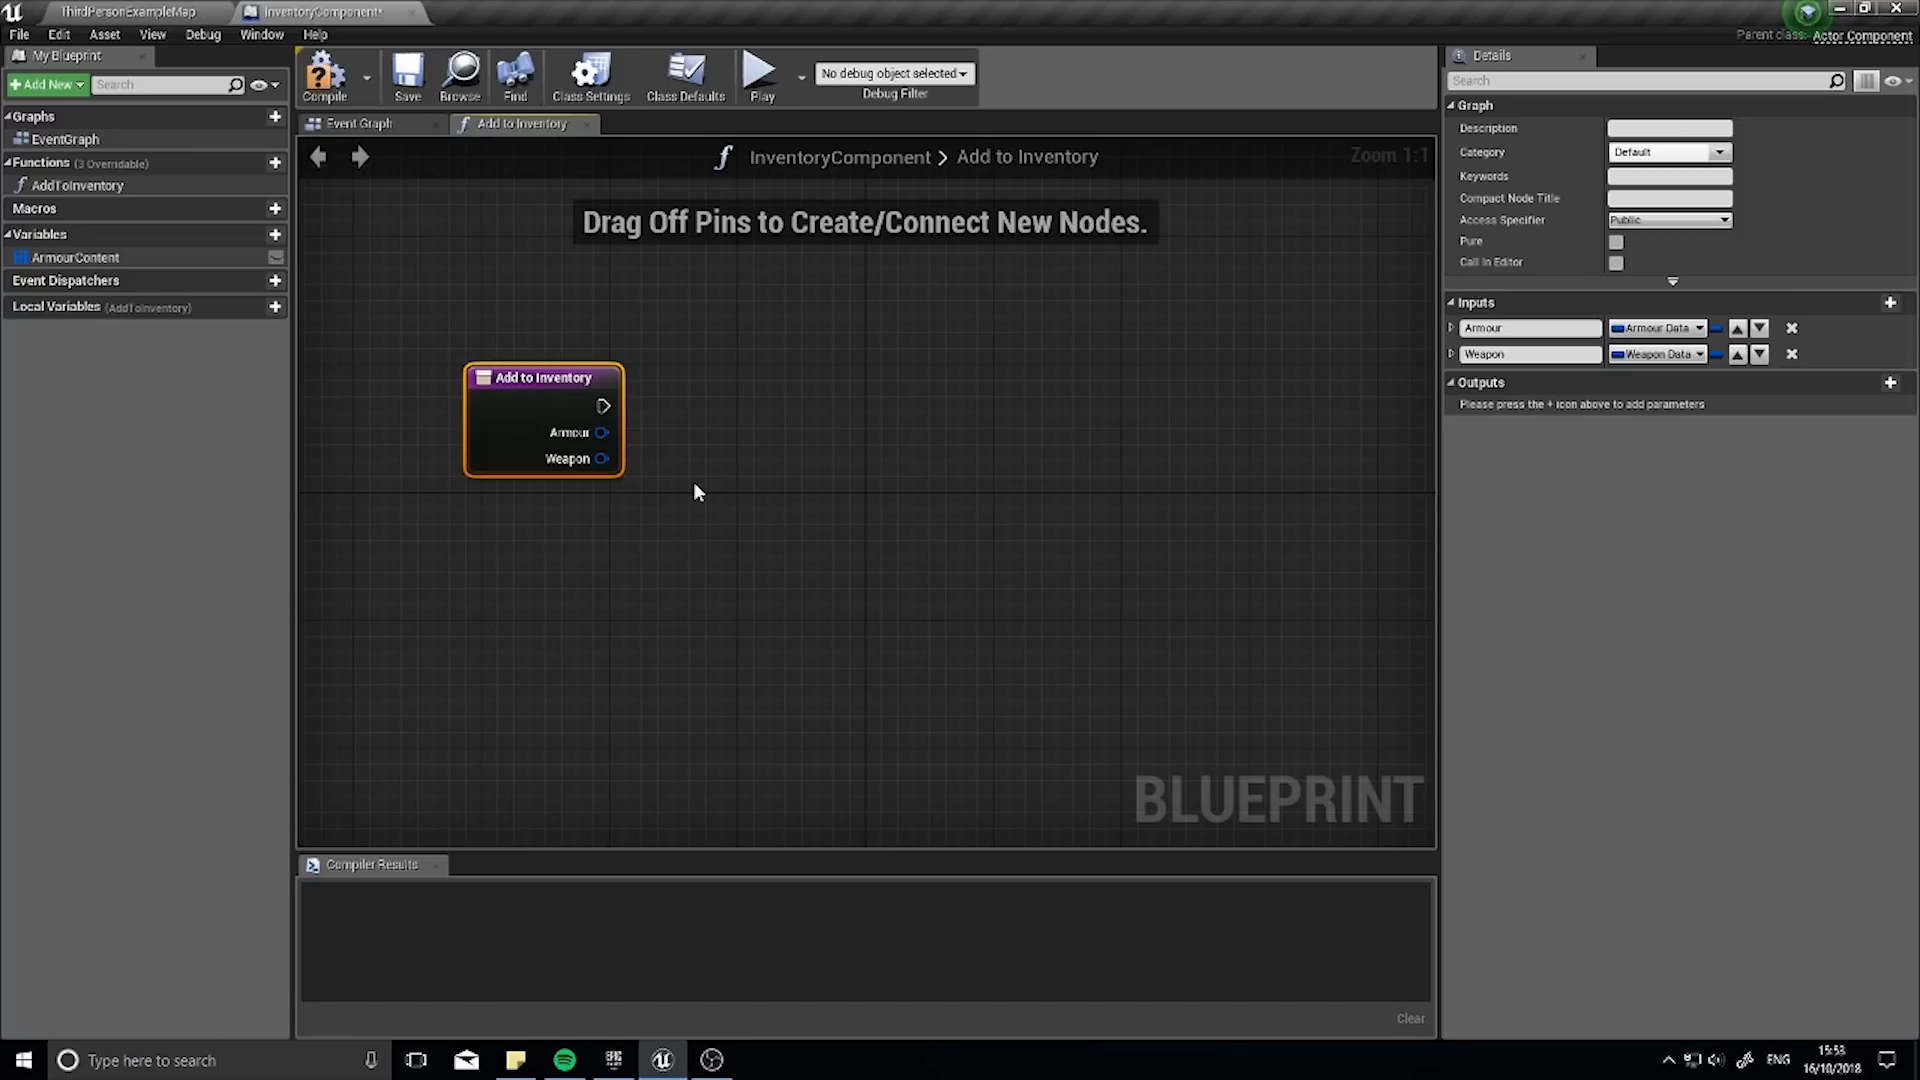 ThirdPersonExampleMap
InventoryComponent*
File Edit Asset View Debug Window Help
Parent class: Actor Component
My Blueprint
Add New
Search
Compile
Save
Browse
Find
Class Settings
Class Defaults
Play
No debug object selected
Debug Filter
Details
Search
Graphs
EventGraph
Functions (3 Overridable)
AddToInventory
Macros
Variables
ArmourContent
Event Dispatchers
Local Variables (AddToInventory)
Event Graph
Add to Inventory
InventoryComponent > Add to Inventory
Zoom 1:1
Drag Off Pins to Create/Connect New Nodes.
Add to Inventory
Armour
Weapon
BLUEPRINT
Graph
Description
Category
Default
Keywords
Compact Node Title
Access Specifier
Public
Pure
Call In Editor
Inputs
Armour
Armour Data
Weapon
Weapon Data
Outputs
Please press the + icon above to add parameters
Compiler Results
Clear
Type here to search
EPIC
ENG
15:53
16/10/2018